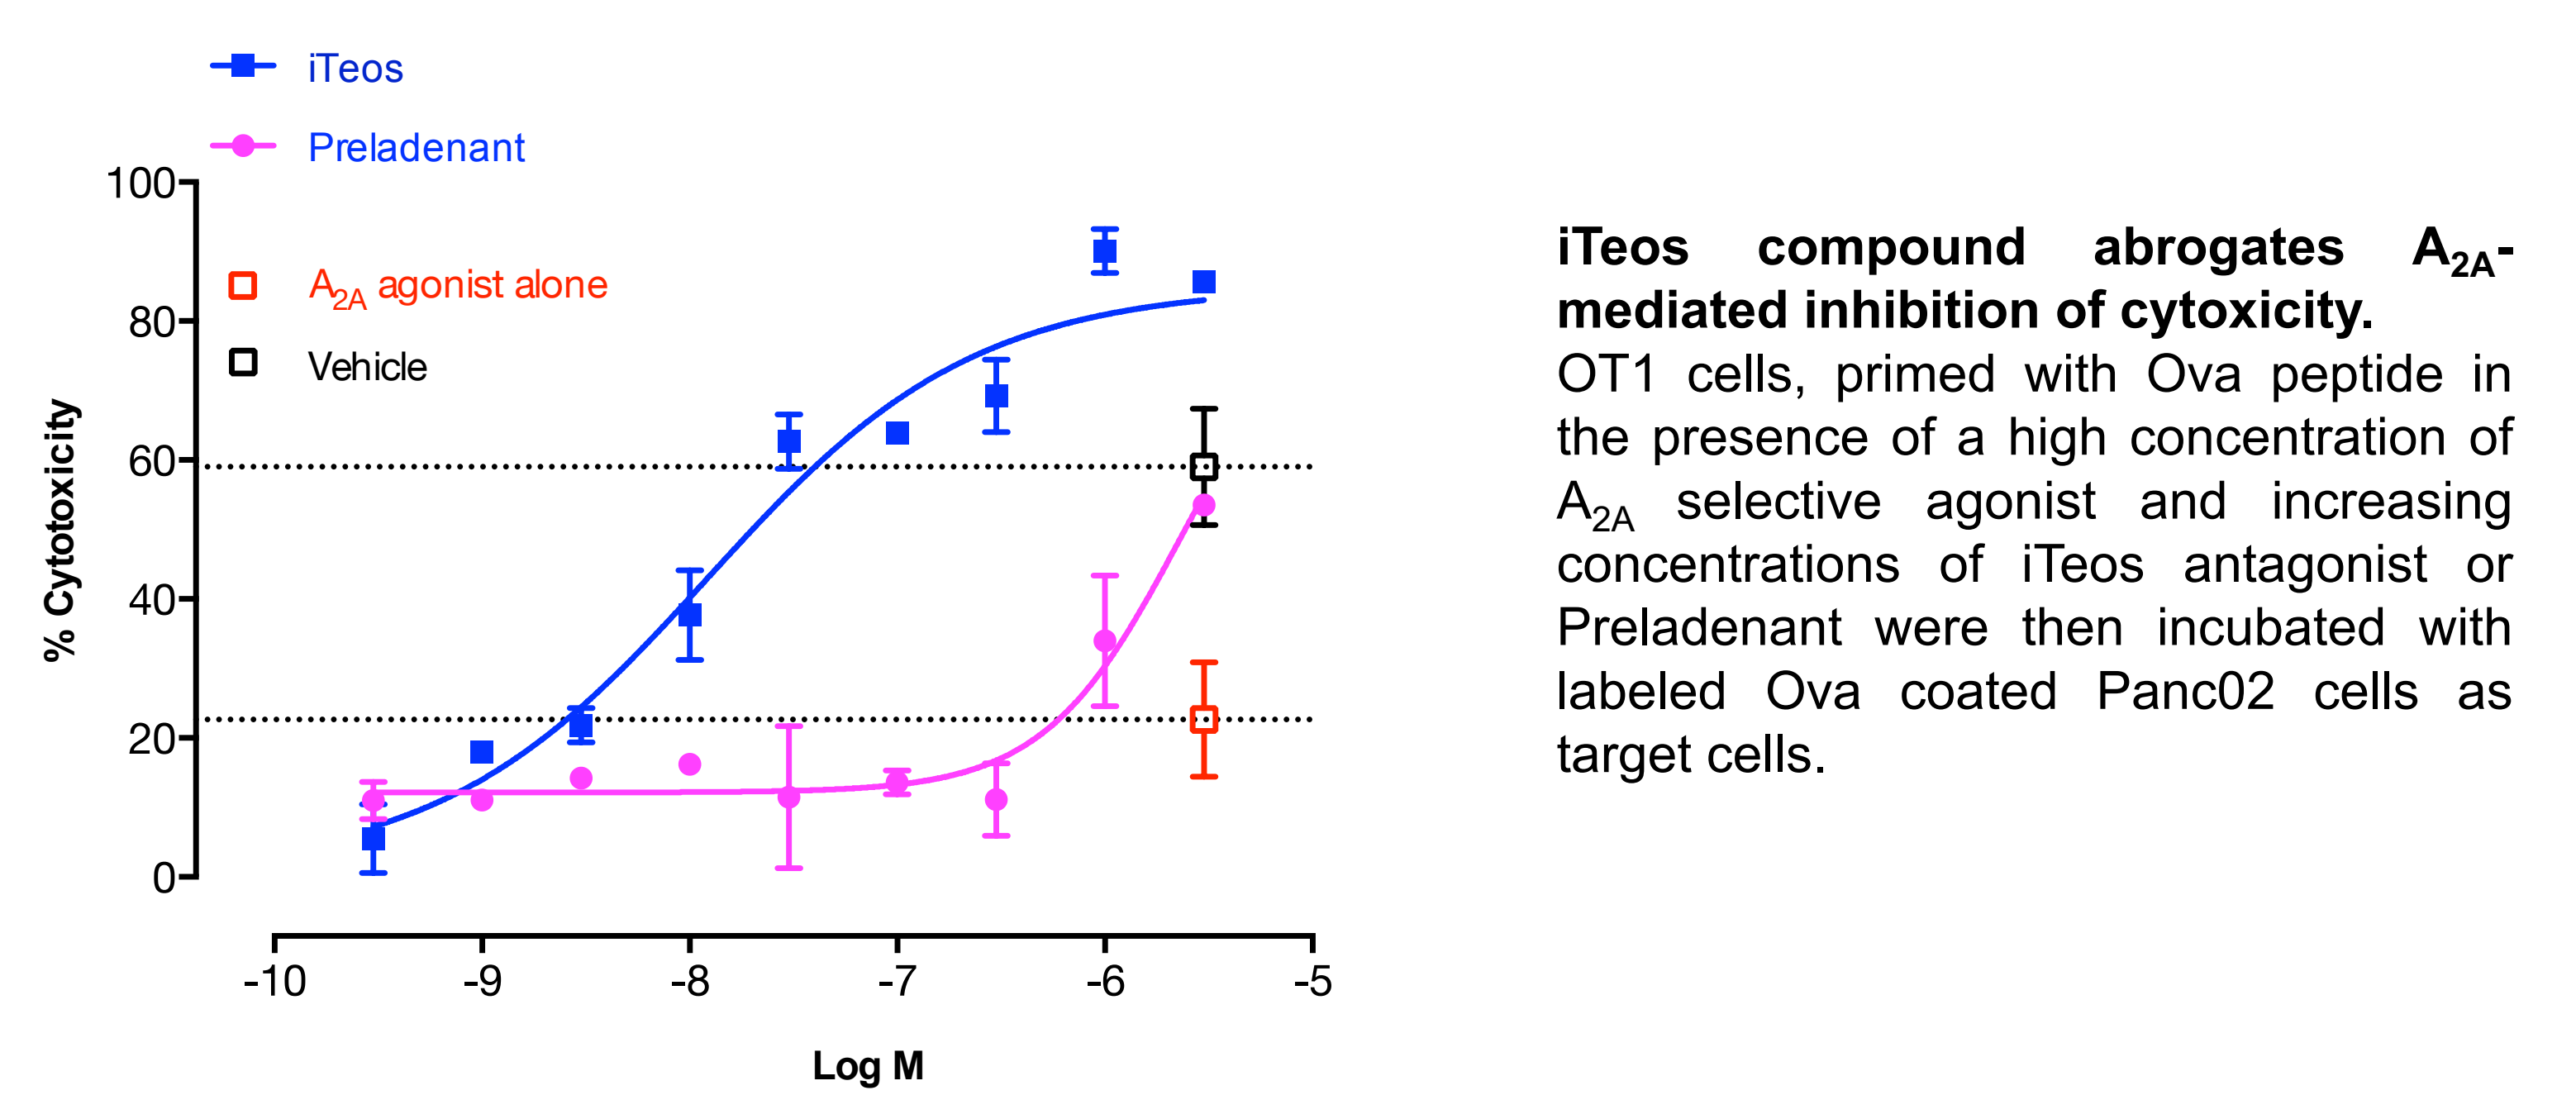 iTeos
Preladenant
100
A2A agonist alone
80
Vehicle
60
40
20
0
% Cytotoxicity
-10 -9 -8 -7 -6 -5
Log M
iTeos compound abrogates A2A-
mediated inhibition of cytoxicity.
OT1 cells, primed with Ova peptide in
the presence of a high concentration of
A2A selective agonist and increasing
concentrations of iTeos antagonist or
Preladenant were then incubated with
labeled Ova coated Panc02 cells as
target cells.